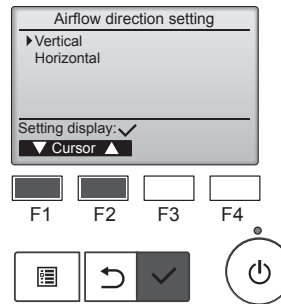 Airflow direction setting
Vertical
Horizontal
Setting display:✓
▼ Cursor ▲
F1 F2 F3 F4